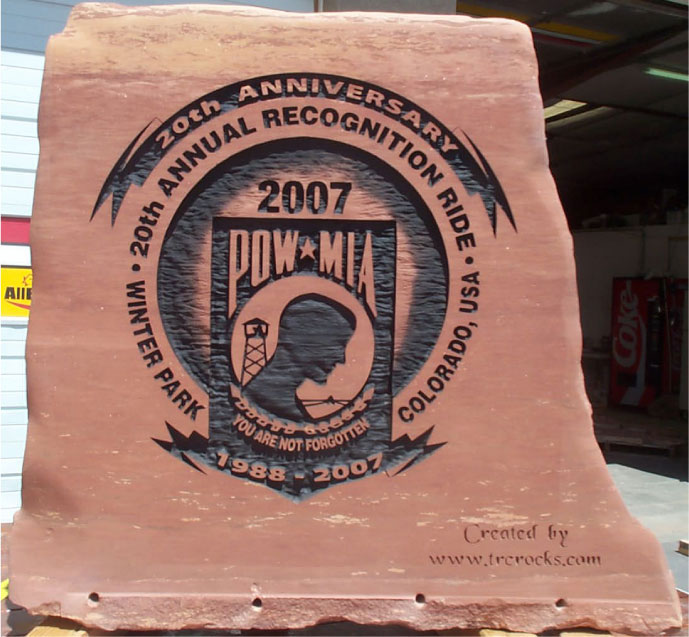 20th ANNIVERSARY
WINTER PARK • 20th ANNUAL RECOGNITION RIDE • COLORADO, USA
2007
POW★MIA
YOU ARE NOT FORGOTTEN
1988 - 2007
Created by
www.trcrocks.com
Coke